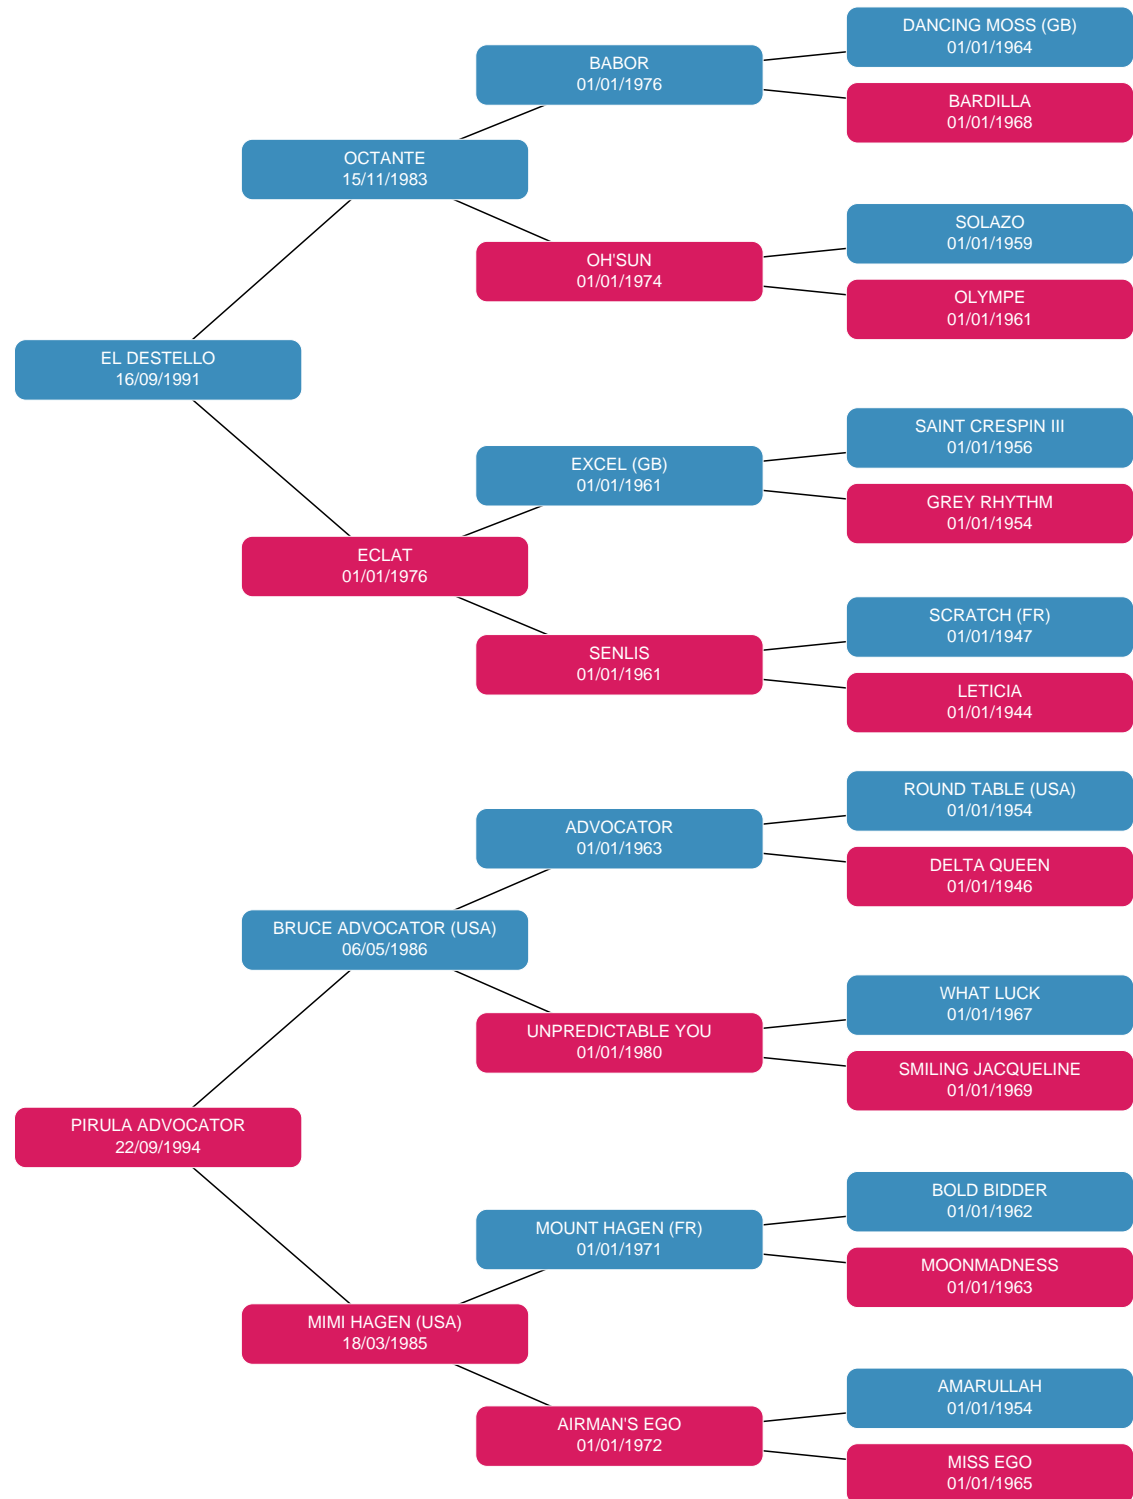 DANCING MOSS (GB)
01/01/1964
BABOR
01/01/1976
BARDILLA
01/01/1968
OCTANTE
15/11/1983
SOLAZO
01/01/1959
OH'SUN
01/01/1974
OLYMPE
01/01/1961
EL DESTELLO
16/09/1991
SAINT CRESPIN III
01/01/1956
EXCEL (GB)
01/01/1961
GREY RHYTHM
01/01/1954
ECLAT
01/01/1976
SCRATCH (FR)
01/01/1947
SENLIS
01/01/1961
LETICIA
01/01/1944
ROUND TABLE (USA)
01/01/1954
ADVOCATOR
01/01/1963
DELTA QUEEN
01/01/1946
BRUCE ADVOCATOR (USA)
06/05/1986
WHAT LUCK
01/01/1967
UNPREDICTABLE YOU
01/01/1980
SMILING JACQUELINE
01/01/1969
PIRULA ADVOCATOR
22/09/1994
BOLD BIDDER
01/01/1962
MOUNT HAGEN (FR)
01/01/1971
MOONMADNESS
01/01/1963
MIMI HAGEN (USA)
18/03/1985
AMARULLAH
01/01/1954
AIRMAN'S EGO
01/01/1972
MISS EGO
01/01/1965